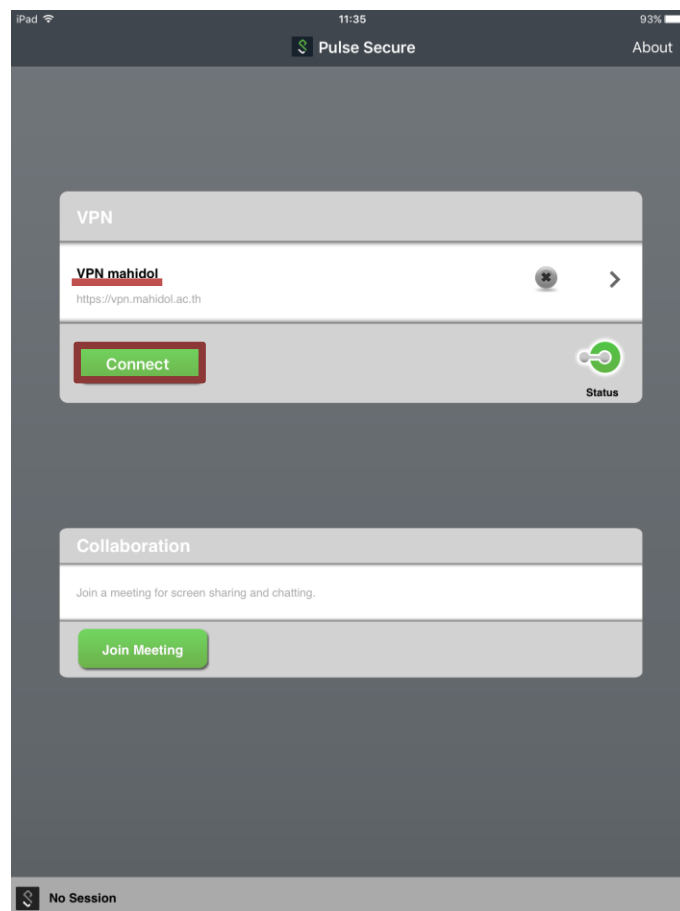 iPad 11:35 93%
Pulse Secure About
VPN
VPN mahidol
https://vpn.mahidol.ac.th
Connect
Status
Collaboration
Join a meeting for screen sharing and chatting.
Join Meeting
No Session